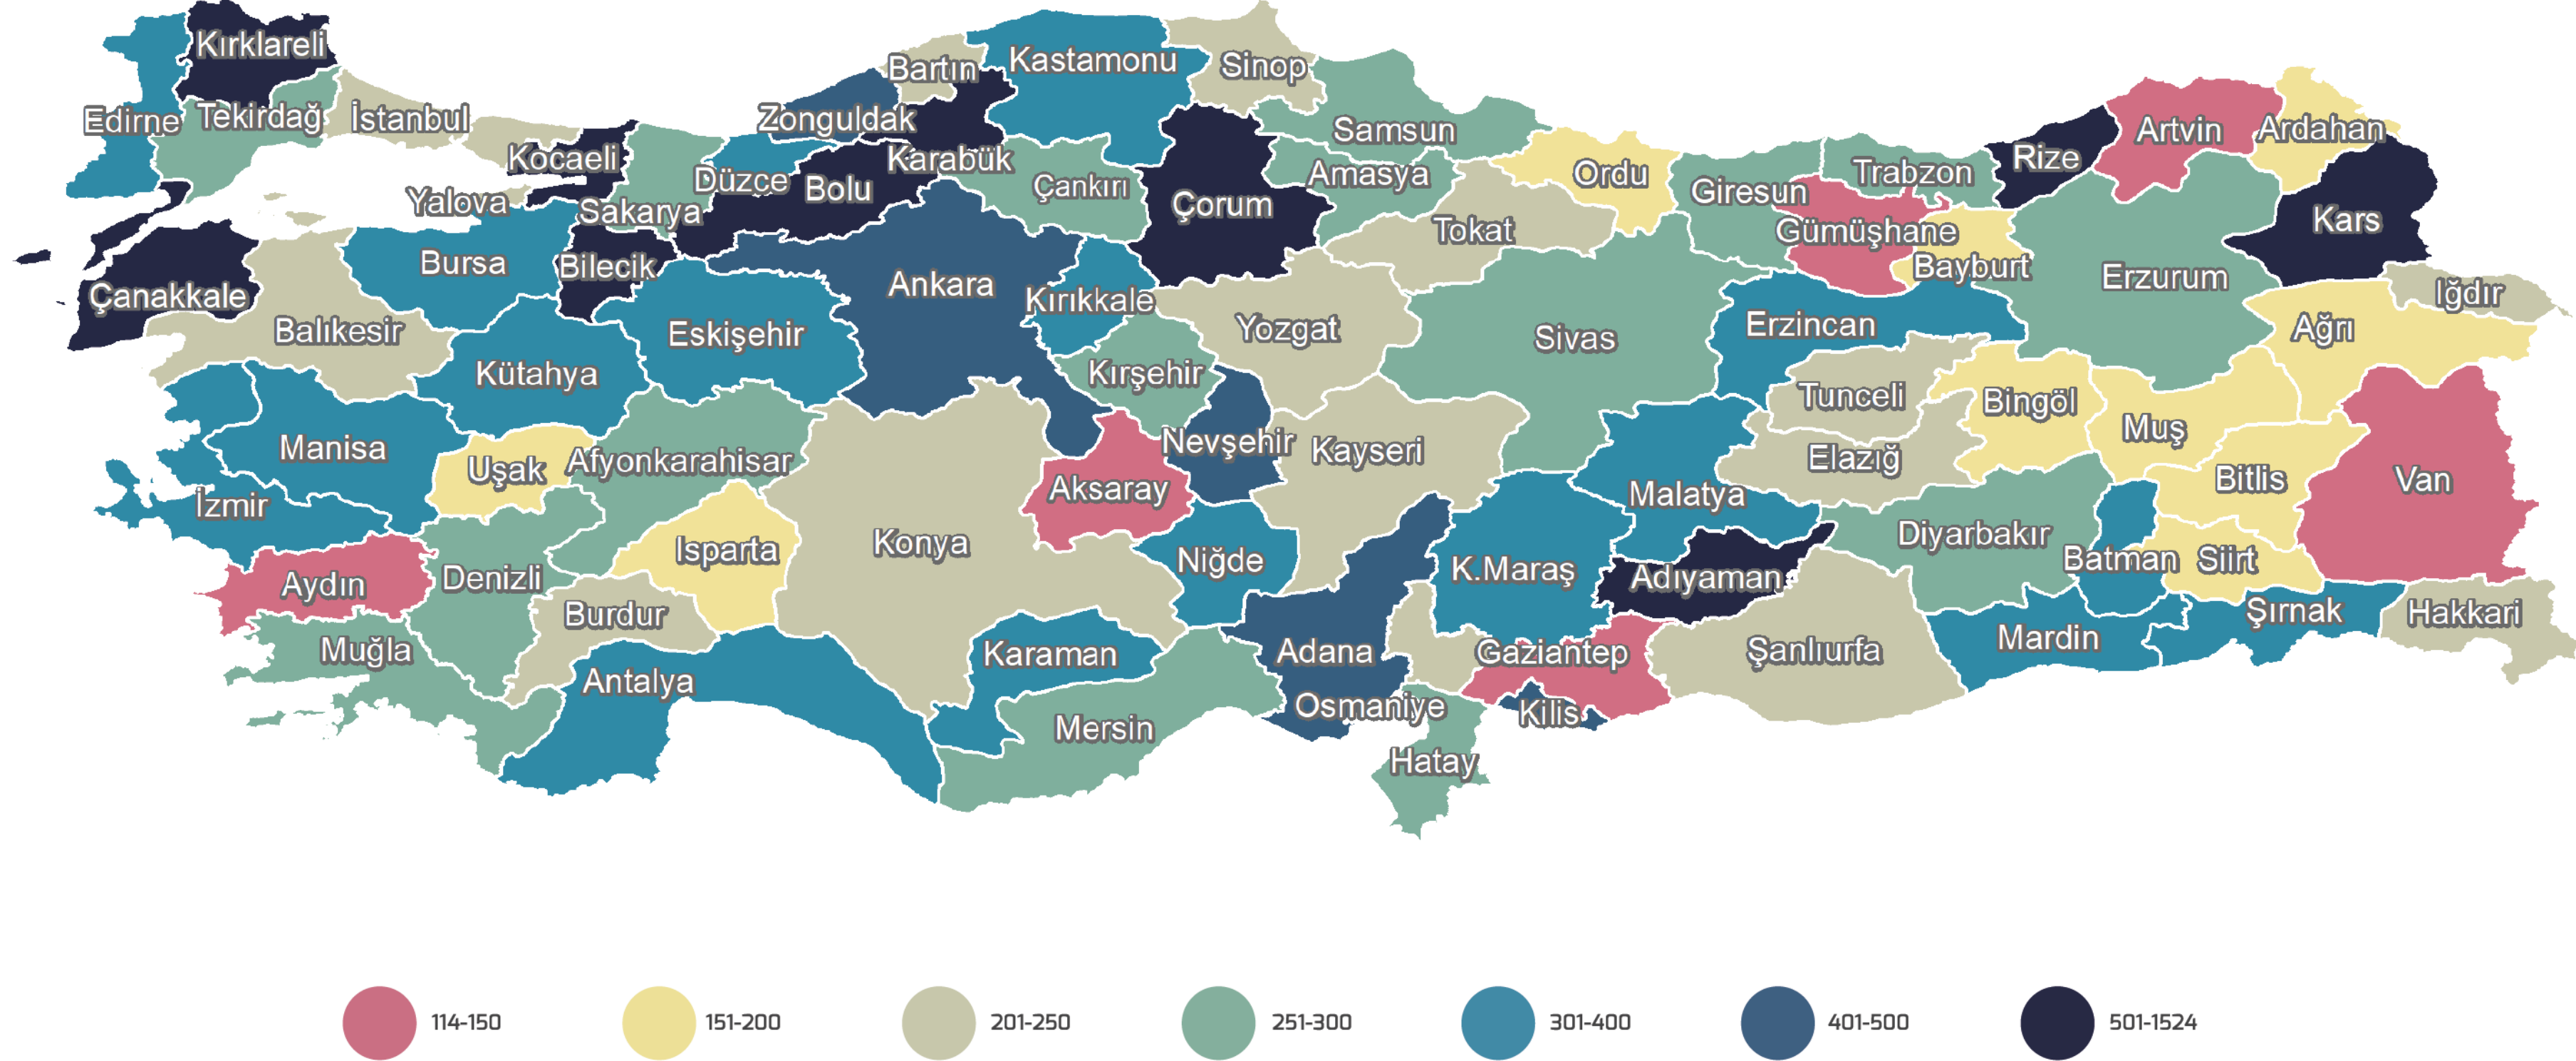 Kırklareli
Edirne
Tekirdağ
İstanbul
Kocaeli
Yalova
Sakarya
Düzce
Bolu
Zonguldak
Bartın
Karabük
Kastamonu
Çankırı
Sinop
Çorum
Samsun
Amasya
Tokat
Ordu
Giresun
Trabzon
Gümüşhane
Bayburt
Rize
Artvin
Ardahan
Kars
Iğdır
Ağrı
Erzurum
Erzincan
Çanakkale
Balıkesir
Bursa
Bilecik
Kütahya
Eskişehir
Ankara
Kırıkkale
Kırşehir
Yozgat
Sivas
Tunceli
Bingöl
Muş
Bitlis
Van
Elazığ
Malatya
Kayseri
Nevşehir
Aksaray
Konya
Afyonkarahisar
Uşak
Manisa
İzmir
Aydın
Denizli
Isparta
Burdur
Muğla
Antalya
Karaman
Mersin
Niğde
Adana
Osmaniye
Hatay
Kilis
Gaziantep
K.Maraş
Adıyaman
Şanlıurfa
Diyarbakır
Batman
Siirt
Mardin
Şırnak
Hakkari
114-150
151-200
201-250
251-300
301-400
401-500
501-1524